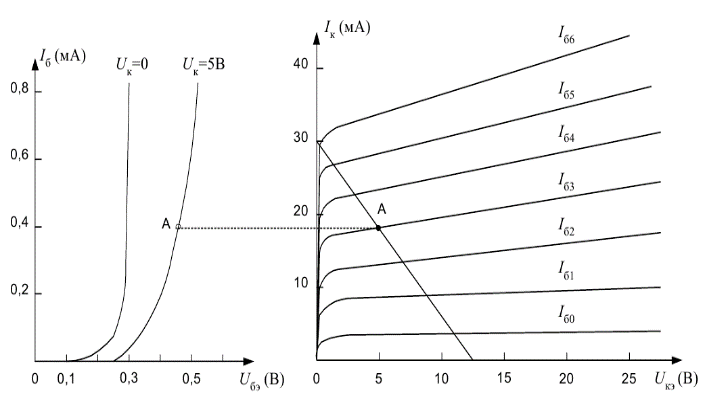 Iб (мА)
Uк=0
Uк=5В
0,8
0,6
0,4
0,2
A
0
0,1
0,3
0,5
Uбэ (В)
Iк (мА)
40
30
20
10
A
Iб6
Iб5
Iб4
Iб3
Iб2
Iб1
Iб0
0
5
10
15
20
25
Uкэ (В)